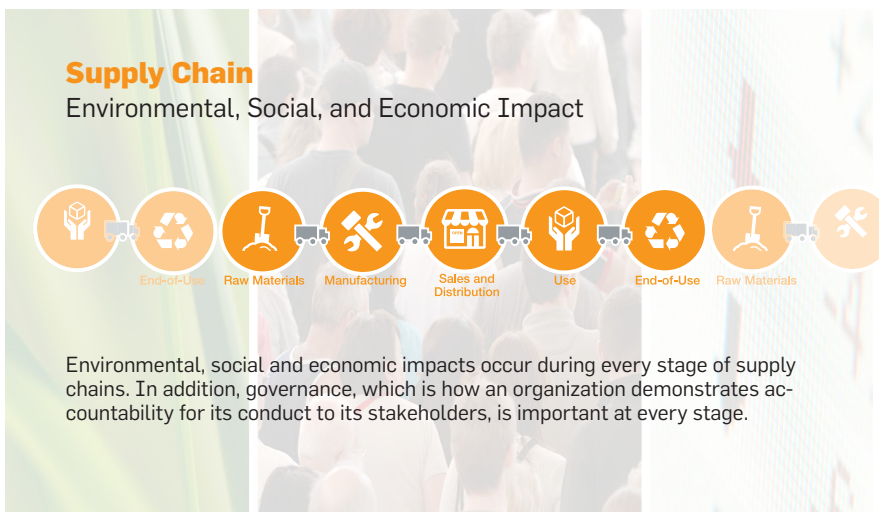 Supply Chain
Environmental, Social, and Economic Impact
OPEN
End-of-Use
Raw Materials
Manufacturing
Sales and
Distribution
Use
End-of-Use
Raw Materials
Environmental, social and economic impacts occur during every stage of supply
chains. In addition, governance, which is how an organization demonstrates ac-
countability for its conduct to its stakeholders, is important at every stage.